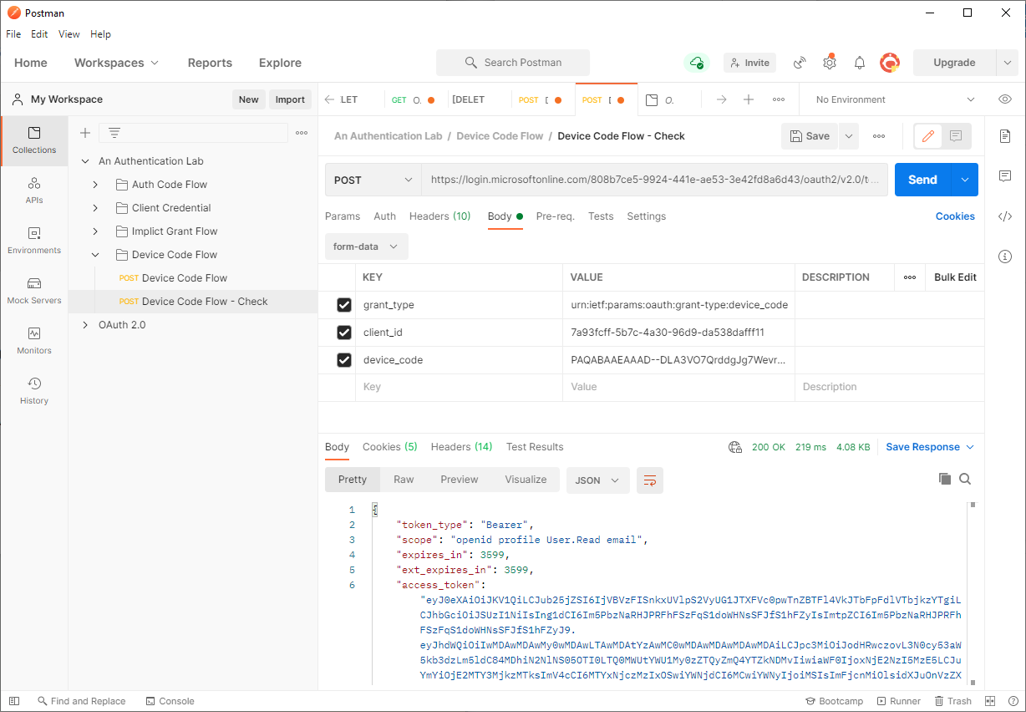 Postman
File Edit View Help
Home Workspaces Reports Explore Search Postman Invite Upgrade
My Workspace New Import
LET GET O. [DELET POST [ POST [ O. No Environment
An Authentication Lab / Device Code Flow / Device Code Flow - Check Save
Collections
APIs
Environments
Mock Servers
Monitors
History
An Authentication Lab
Auth Code Flow
Client Credential
Implict Grant Flow
Device Code Flow
POST Device Code Flow
POST Device Code Flow - Check
OAuth 2.0
POST https://login.microsoftonline.com/808b7ce5-9924-441e-ae53-3e42fd8a6d43/oauth2/v2.0/t... Send
Params Auth Headers (10) Body Pre-req. Tests Settings Cookies
form-data
KEY VALUE DESCRIPTION Bulk Edit
grant_type urn:ietf:params:oauth:grant-type:device_code
client_id 7a93fcff-5b7c-4a30-96d9-da538dafff11
device_code PAQABAAEAAAD--DLA3VO7QrddgJg7Wevr...
Key Value Description
Body Cookies (5) Headers (14) Test Results 200 OK 219 ms 4.08 KB Save Response
Pretty Raw Preview Visualize JSON
1 {
2 "token_type": "Bearer",
3 "scope": "openid profile User.Read email",
4 "expires_in": 3599,
5 "ext_expires_in": 3599,
6 "access_token":
Find and Replace Console Bootcamp Runner Trash